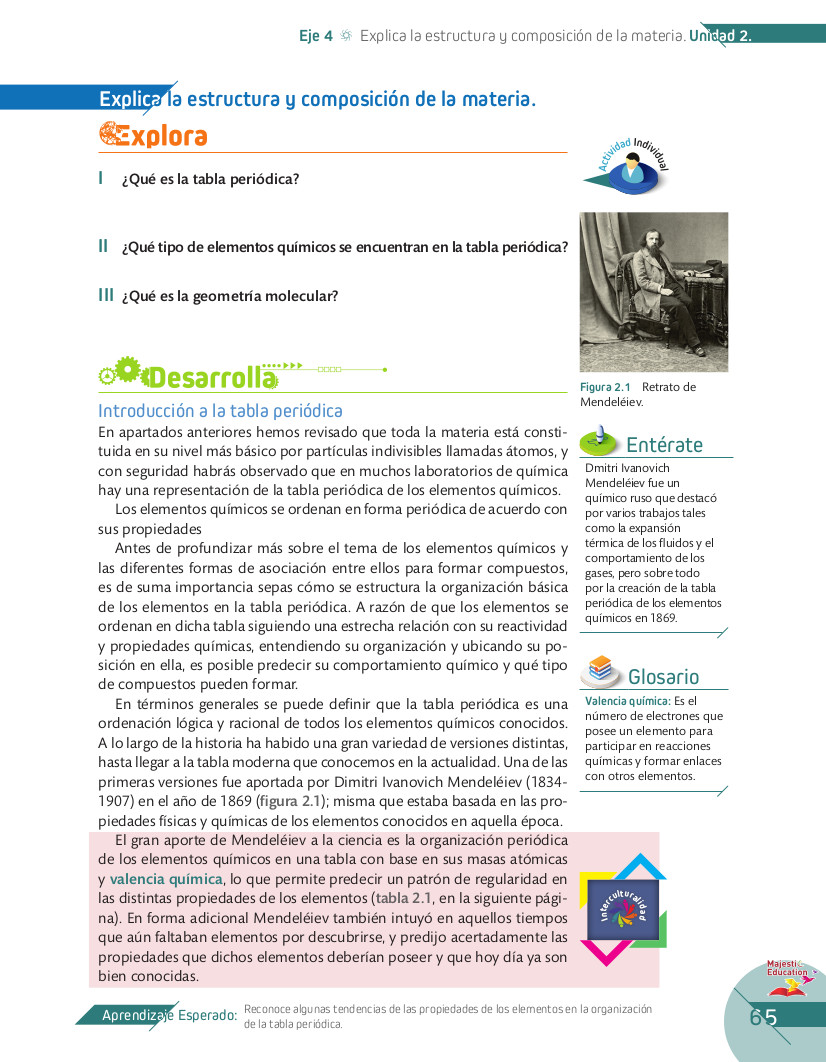 Eje 4 Explica la estructura y composición de la materia. Unidad 2.
Explica la estructura y composición de la materia.
Explora
I ¿Qué es la tabla periódica?
II ¿Qué tipo de elementos químicos se encuentran en la tabla periódica?
III ¿Qué es la geometría molecular?
Actividad Individual
Figura 2.1 Retrato de
Mendeléiev.
Desarrolla
Introducción a la tabla periódica
En apartados anteriores hemos revisado que toda la materia está consti-
tuida en su nivel más básico por partículas indivisibles llamadas átomos, y
con seguridad habrás observado que en muchos laboratorios de química
hay una representación de la tabla periódica de los elementos químicos.
Los elementos químicos se ordenan en forma periódica de acuerdo con
sus propiedades
Antes de profundizar más sobre el tema de los elementos químicos y
las diferentes formas de asociación entre ellos para formar compuestos,
es de suma importancia sepas cómo se estructura la organización básica
de los elementos en la tabla periódica. A razón de que los elementos se
ordenan en dicha tabla siguiendo una estrecha relación con su reactividad
y propiedades químicas, entendiendo su organización y ubicando su po-
sición en ella, es posible predecir su comportamiento químico y qué tipo
de compuestos pueden formar.
En términos generales se puede definir que la tabla periódica es una
ordenación lógica y racional de todos los elementos químicos conocidos.
A lo largo de la historia ha habido una gran variedad de versiones distintas,
hasta llegar a la tabla moderna que conocemos en la actualidad. Una de las
primeras versiones fue aportada por Dimitri Ivanovich Mendeléiev (1834-
1907) en el año de 1869 (figura 2.1); misma que estaba basada en las pro-
piedades físicas y químicas de los elementos conocidos en aquella época.
El gran aporte de Mendeléiev a la ciencia es la organización periódica
de los elementos químicos en una tabla con base en sus masas atómicas
y valencia química, lo que permite predecir un patrón de regularidad en
las distintas propiedades de los elementos (tabla 2.1, en la siguiente pági-
na). En forma adicional Mendeléiev también intuyó en aquellos tiempos
que aún faltaban elementos por descubrirse, y predijo acertadamente las
propiedades que dichos elementos deberían poseer y que hoy día ya son
bien conocidas.
Entérate
Dmitri Ivanovich
Mendeléiev fue un
químico ruso que destacó
por varios trabajos tales
como la expansión
térmica de los fluidos y el
comportamiento de los
gases, pero sobre todo
por la creación de la tabla
periódica de los elementos
químicos en 1869.
Glosario
Valencia química: Es el
número de electrones que
posee un elemento para
participar en reacciones
químicas y formar enlaces
con otros elementos.
Interculturalidad
Majestic
Education
Aprendizaje Esperado: Reconoce algunas tendencias de las propiedades de los elementos en la organización
de la tabla periódica.
65